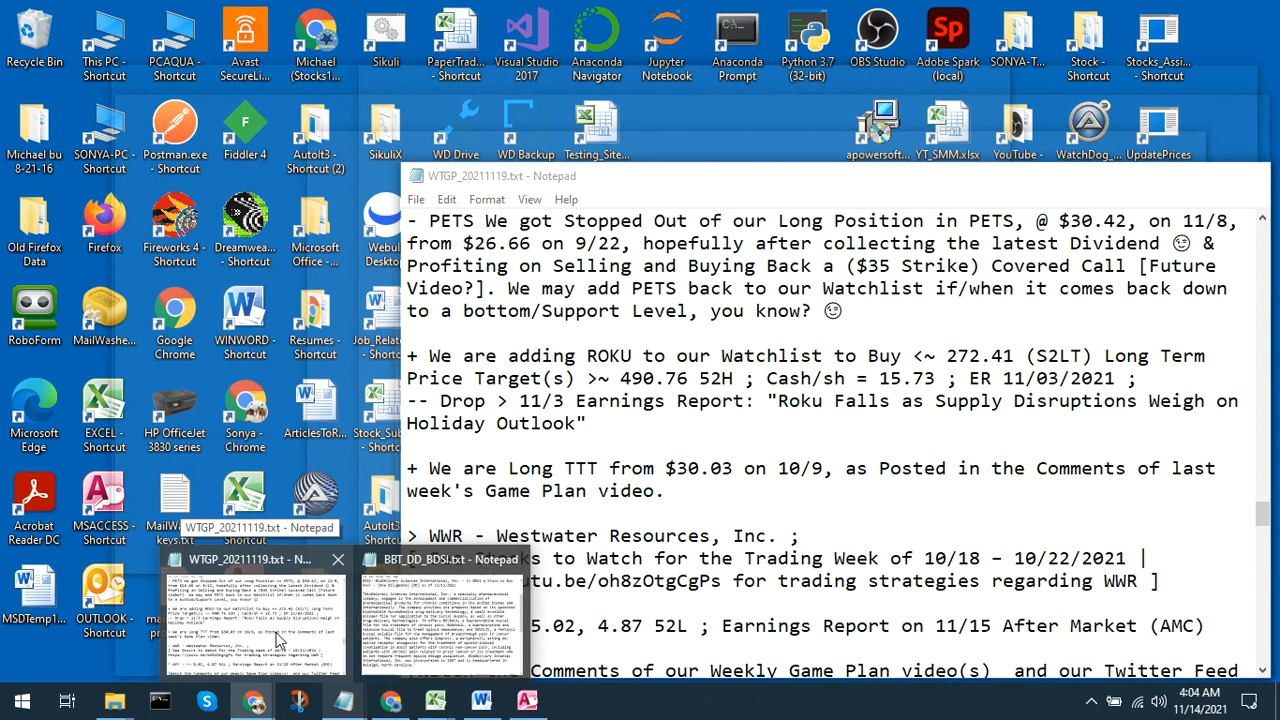 Recycle Bin
This PC - Shortcut
PCAQUA - Shortcut
Avast SecureLi...
Michael (Stocks1...
Sikuli
PaperTrad... - Shortcut
Visual Studio 2017
Anaconda Navigator
Jupyter Notebook
Anaconda Prompt
Python 3.7 (32-bit)
OBS Studio
Adobe Spark (local)
SONYA-T...
Stock - Shortcut
Stocks_Assi... - Shortcut
Michael bu 8-21-16
SONYA-PC - Shortcut
Postman.exe - Shortcut
Fiddler 4
AutoIt3 (2)
SikuliX
WD Drive
WD Backup
Testing_Site...
apowersoft...
YT_SMM.xlsx
YouTube -
WatchDog_...
UpdatePrices
Old Firefox Data
Firefox
Fireworks 4 - Shortcut
Dreamwea... - Shortcut
Microsoft Office -...
Webul
Desktop
RoboForm
MailWashe...
Google Chrome
WINWORD - Shortcut
Resumes - Shortcut
Job_Relate
Shortcut
Microsoft Edge
EXCEL - Shortcut
HP OfficeJet 3830 series
Sonya - Chrome
ArticlesToR...
Stock_Sub
Shortcut
Acrobat Reader DC
MSACCESS - Shortcut
MailW
AutoIt3
MSDTemp1...
OUTLOOK - Shortcut
WTGP_20211119.txt - Notepad
File Edit Format View Help
- PETS We got Stopped Out of our Long Position in PETS, @ $30.42, on 11/8,
from $26.66 on 9/22, hopefully after collecting the latest Dividend 😉 &
Profiting on Selling and Buying Back a ($35 Strike) Covered Call [Future
Video?]. We may add PETS back to our Watchlist if/when it comes back down
to a bottom/Support Level, you know? 😉
+ We are adding ROKU to our Watchlist to Buy <~ 272.41 (S2LT) Long Term
Price Target(s) >~ 490.76 52H ; Cash/sh = 15.73 ; ER 11/03/2021 ;
-- Drop > 11/3 Earnings Report: "Roku Falls as Supply Disruptions Weigh on
Holiday Outlook"
+ We are Long TTT from $30.03 on 10/9, as Posted in the Comments of last
week's Game Plan video.
> WWR - Westwater Resources, Inc. ;
ks to Watch for the Trading Week of 10/18 – 10/22/2021 |
utu.be/oh8zOtgCgPs for trading strategies regarding WWR ]
5.02, 4.87 52L ; Earnings Report on 11/15 After Market (AMC)
Comments of our Weekly Game Plan video(s) and our Twitter Feed
WTGP_20211119.txt - Notepad
WTGP_20211119.txt - N...
BBT_DD_BDSI.txt - Notepad
4:04 AM
11/14/2021